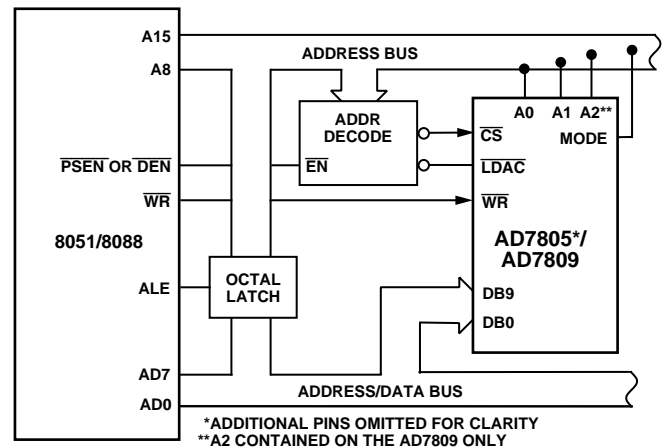 A15
ADDRESS BUS
A8
A0 A1 A2**
ADDR
DECODE
MODE
CS
PSEN OR DEN
EN
LDAC
WR
WR
8051/8088
AD7805*/
AD7809
ALE
OCTAL
LATCH
DB9
DB0
AD7
ADDRESS/DATA BUS
AD0
*ADDITIONAL PINS OMITTED FOR CLARITY
**A2 CONTAINED ON THE AD7809 ONLY